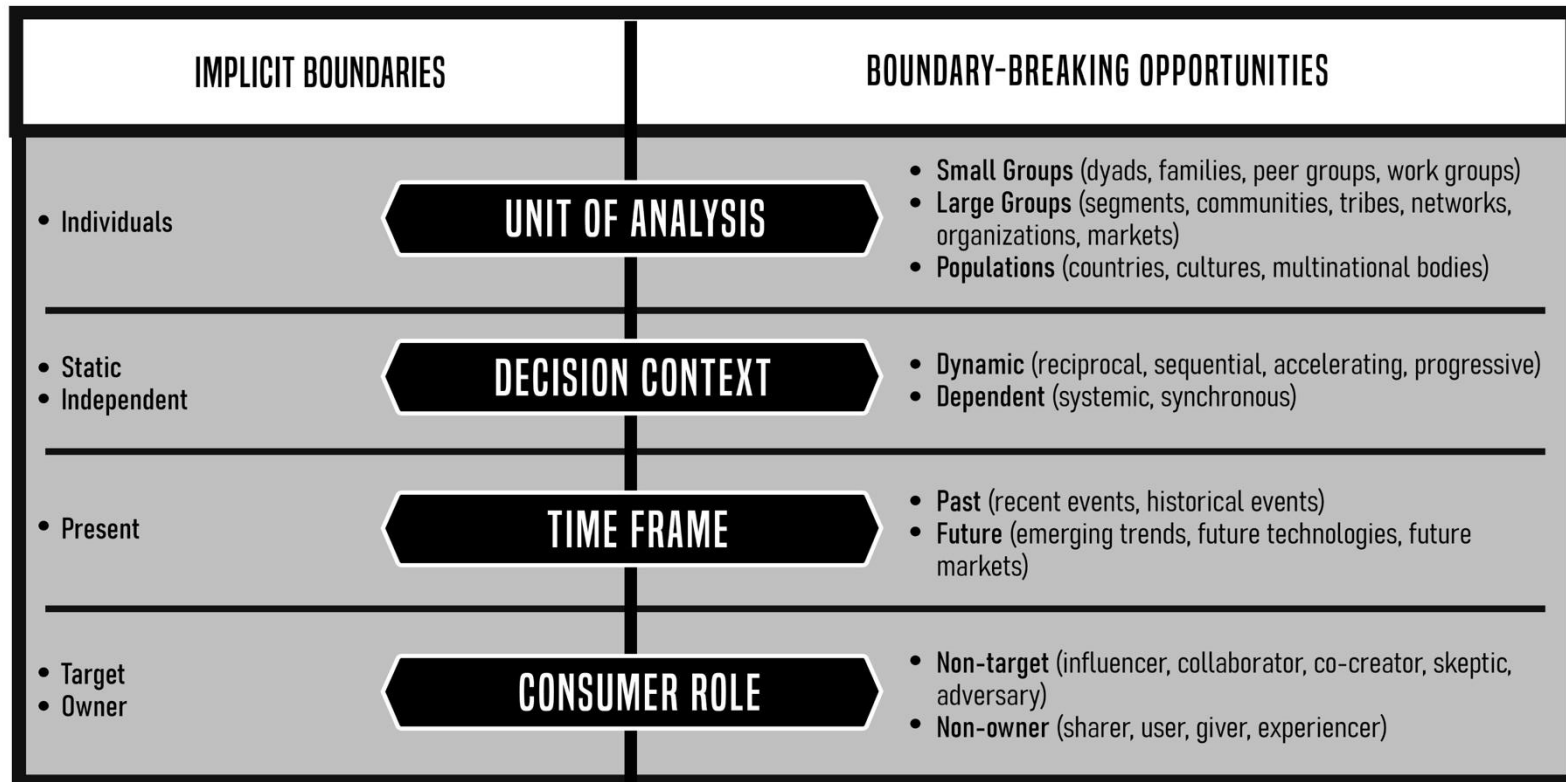 IMPLICIT BOUNDARIES
BOUNDARY-BREAKING OPPORTUNITIES
• Individuals
UNIT OF ANALYSIS
• Small Groups (dyads, families, peer groups, work groups)
• Large Groups (segments, communities, tribes, networks,
organizations, markets)
• Populations (countries, cultures, multinational bodies)
• Static
• Independent
DECISION CONTEXT
• Dynamic (reciprocal, sequential, accelerating, progressive)
• Dependent (systemic, synchronous)
• Present
TIME FRAME
• Past (recent events, historical events)
• Future (emerging trends, future technologies, future
markets)
• Target
• Owner
CONSUMER ROLE
• Non-target (influencer, collaborator, co-creator, skeptic,
adversary)
• Non-owner (sharer, user, giver, experiencer)